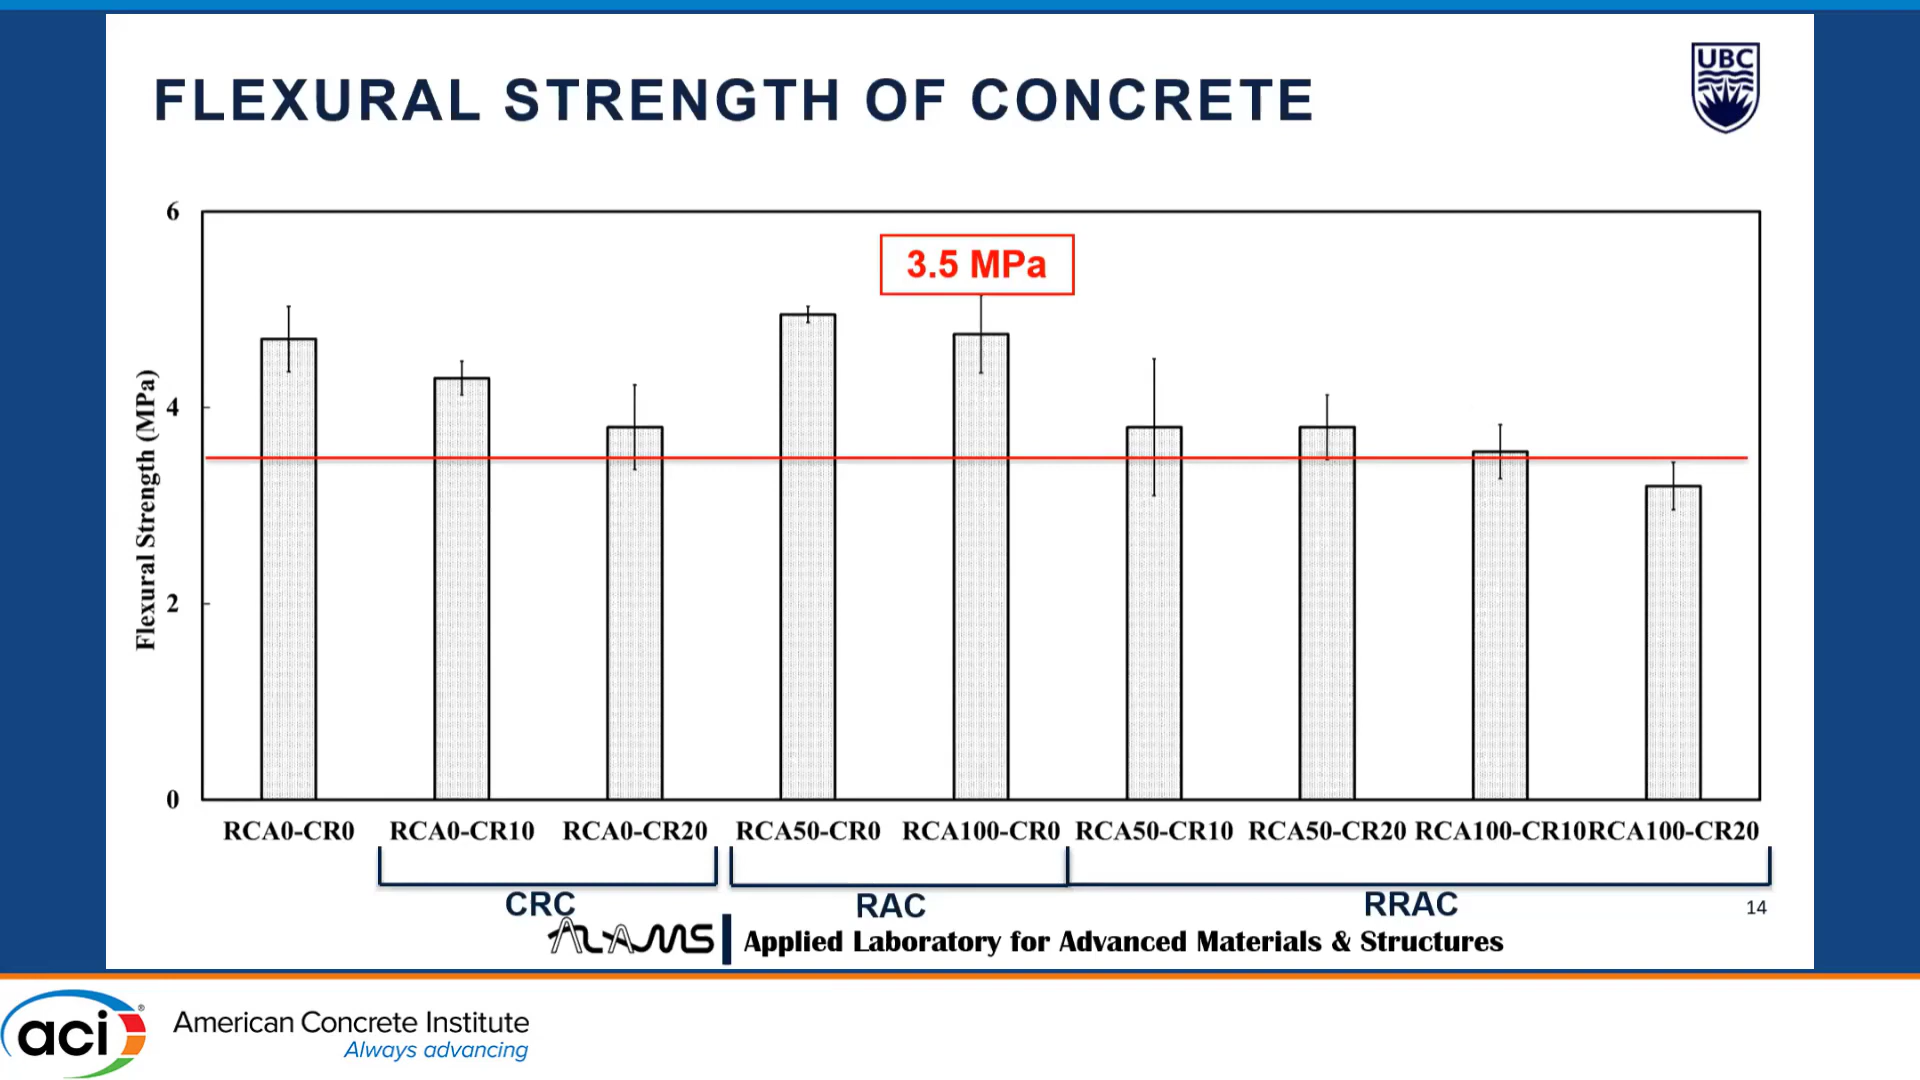 FLEXURAL STRENGTH OF CONCRETE
UBC
3.5 MPa
Flexural Strength (MPa)
6
4
2
0
RCA0-CR0 RCA0-CR10 RCA0-CR20 RCA50-CR0 RCA100-CR0 RCA50-CR10 RCA50-CR20 RCA100-CR10 RCA100-CR20
CRC RAC RRAC
14
ALAMS Applied Laboratory for Advanced Materials & Structures
aci® American Concrete Institute
Always advancing